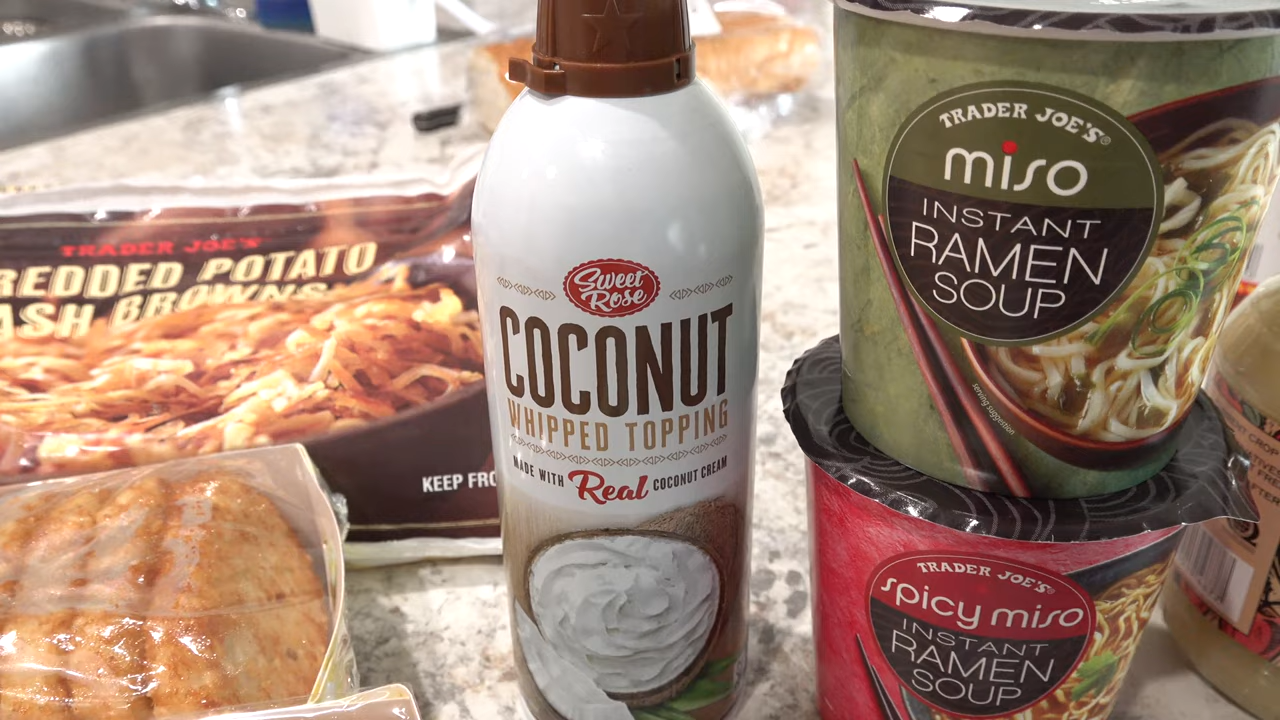 TRADER JOE'S
REDDED POTATO
ASH BROWNS
KEEP FRO
Sweet
Rose
COCONUT
WHIPPED TOPPING
MADE WITH Real COCONUT CREAM
TRADER JOE'S®
miso
INSTANT
RAMEN
SOUP
serving suggestion
TRADER JOE'S®
spicy miso
INSTANT
RAMEN
SOUP